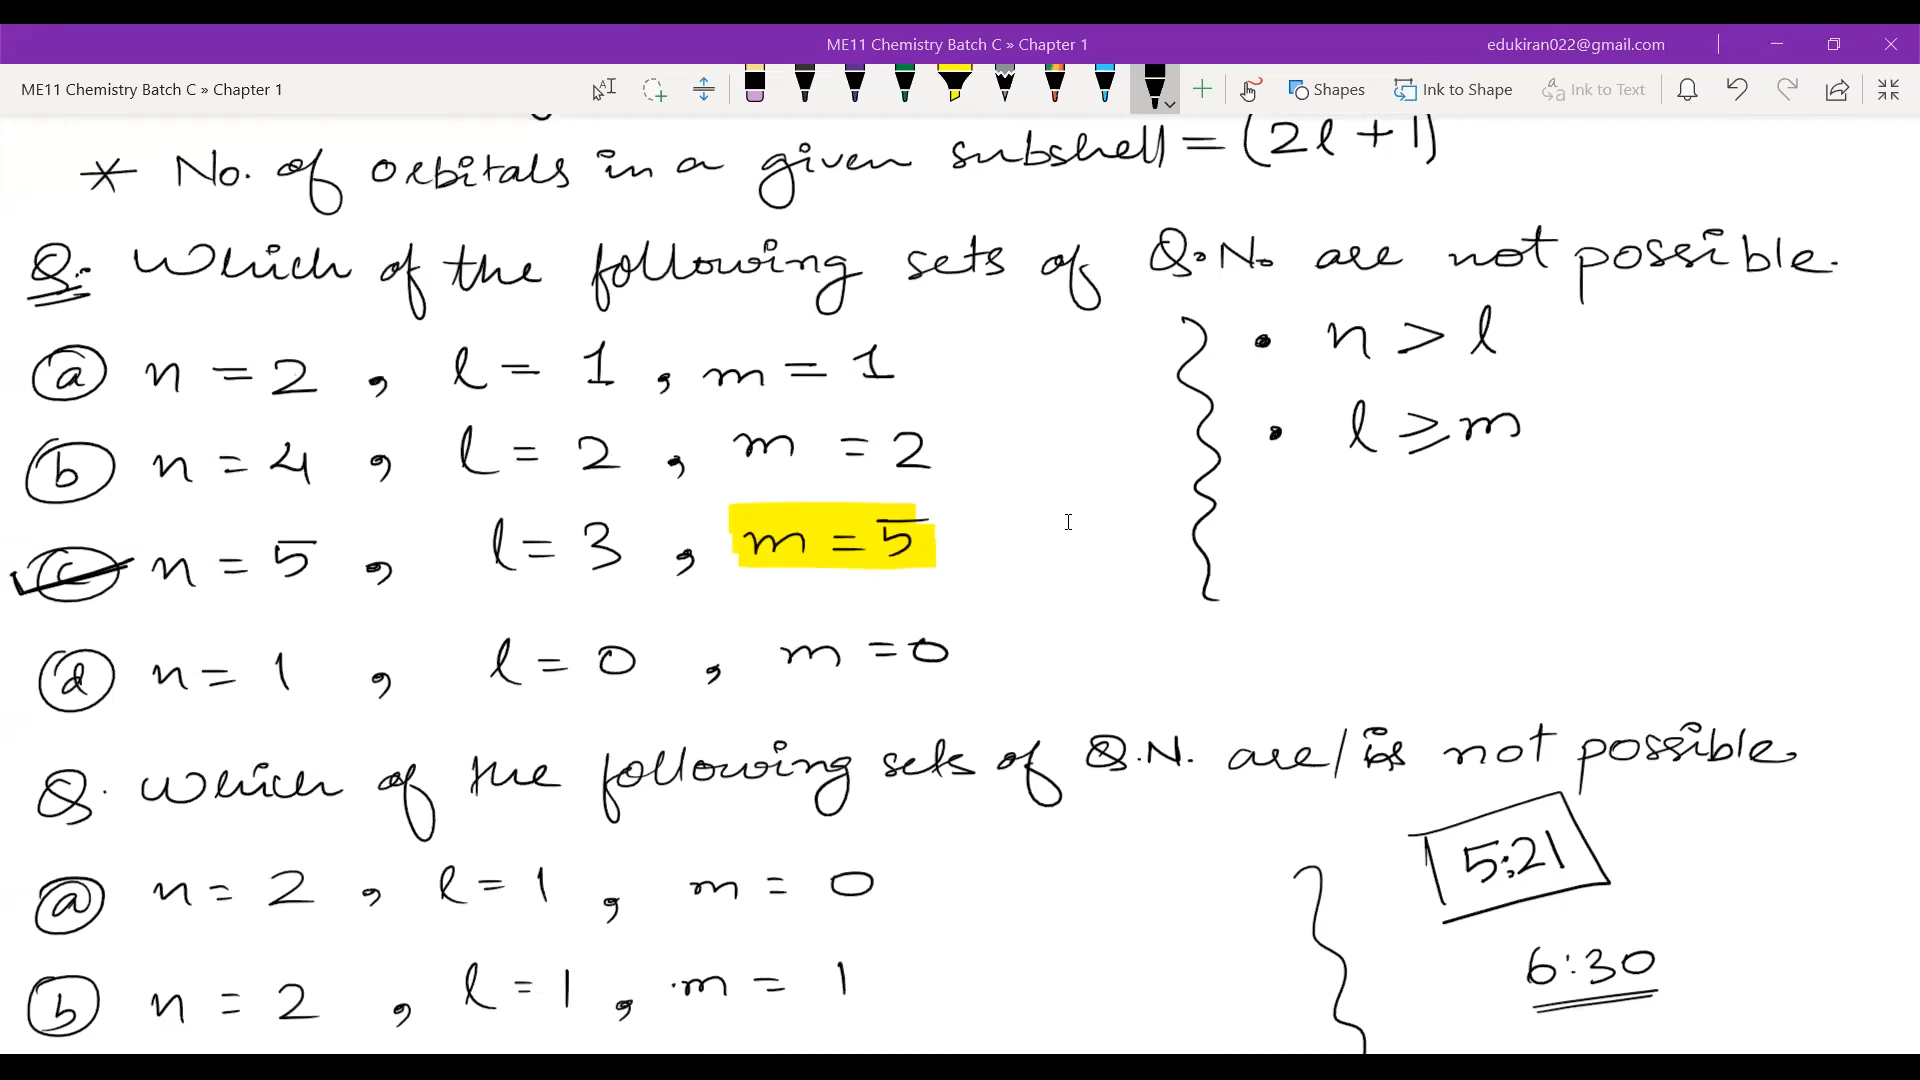 ME11 Chemistry Batch C » Chapter 1
edukiran022@gmail.com
ME11 Chemistry Batch C » Chapter 1
Shapes
Ink to Shape
Ink to Text
* No. of orbitals in a given subshell = (2l + 1)
Q. Which of the following sets of Q.No. are not possible.
(a) n = 2 , l = 1 , m = 1
• n > l
(b) n = 4 , l = 2 , m = 2
• l ≥ m
(c) n = 5 , l = 3 , m = 5
(d) n = 1 , l = 0 , m = 0
Q. Which of the following sets of Q.N. are/is not possible.
5:21
(a) n = 2 , l = 1 , m = 0
6:30
(b) n = 2 , l = 1 , m = 1